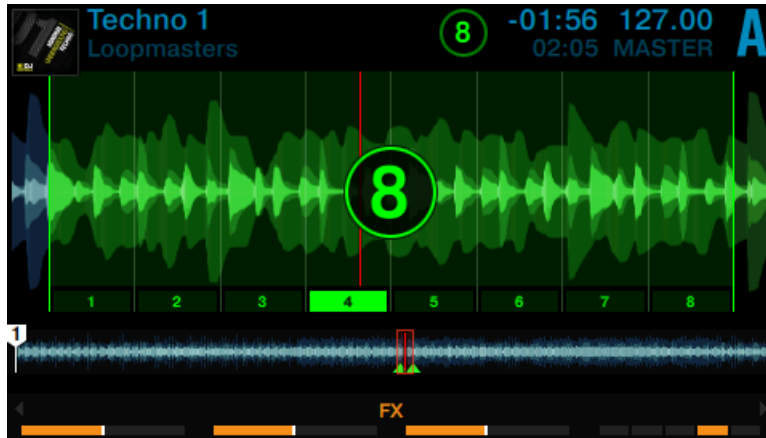 Techno 1
Loopmasters
8
-01:56 127.00
02:05 MASTER
A
8
1 2 3 4 5 6 7 8
1
FX